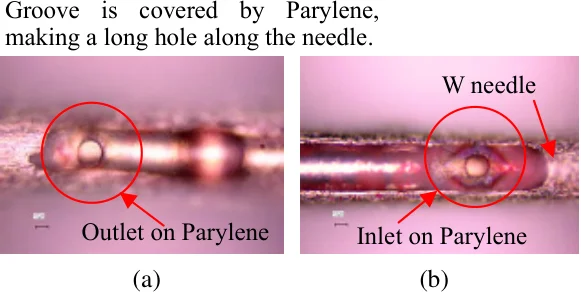 Groove is covered by Parylene,
making a long hole along the needle.
W needle
Outlet on Parylene
Inlet on Parylene
(a)
(b)